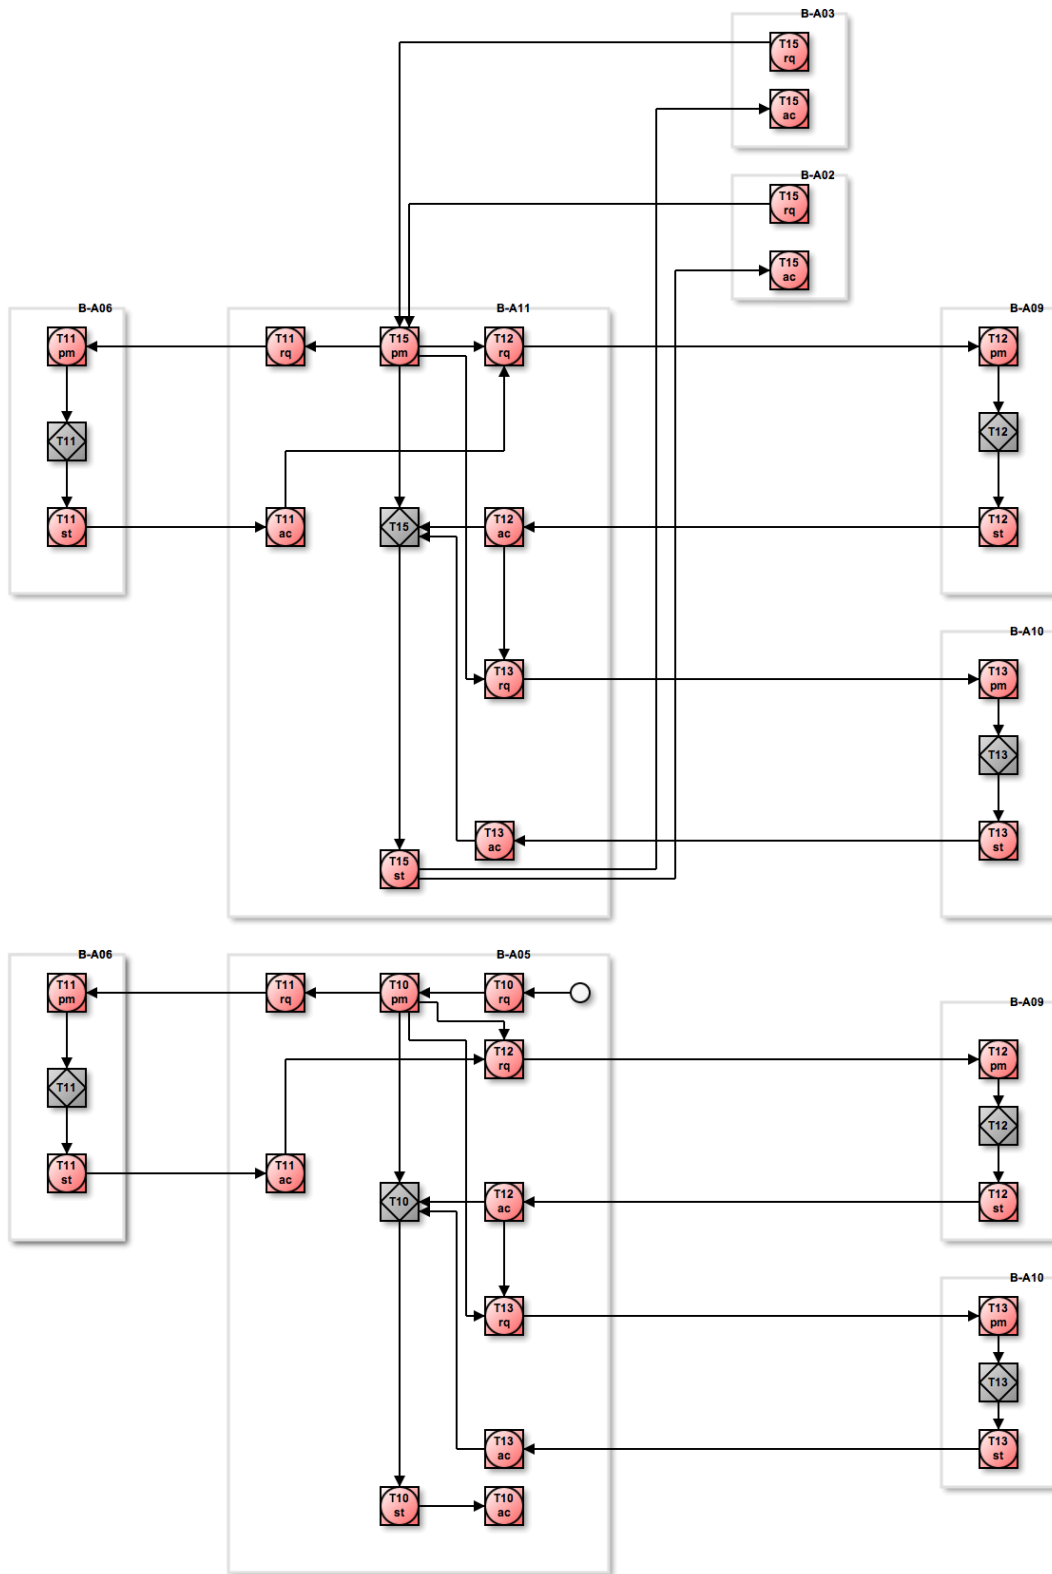 B-A03
T15
rq
T15
ac
B-A02
T15
rq
T15
ac
B-A06
B-A11
B-A09
T11
pm
T11
rq
T15
pm
T12
rq
T12
pm
T11
T12
T11
st
T11
ac
T15
T12
ac
T12
st
B-A10
T13
rq
T13
pm
T13
T13
ac
T13
st
T15
st
B-A06
B-A05
T11
pm
T11
rq
T10
pm
T10
rq
B-A09
T12
rq
T12
pm
T11
T12
T11
st
T11
ac
T10
T12
ac
T12
st
B-A10
T13
rq
T13
pm
T13
T13
ac
T13
st
T10
st
T10
ac